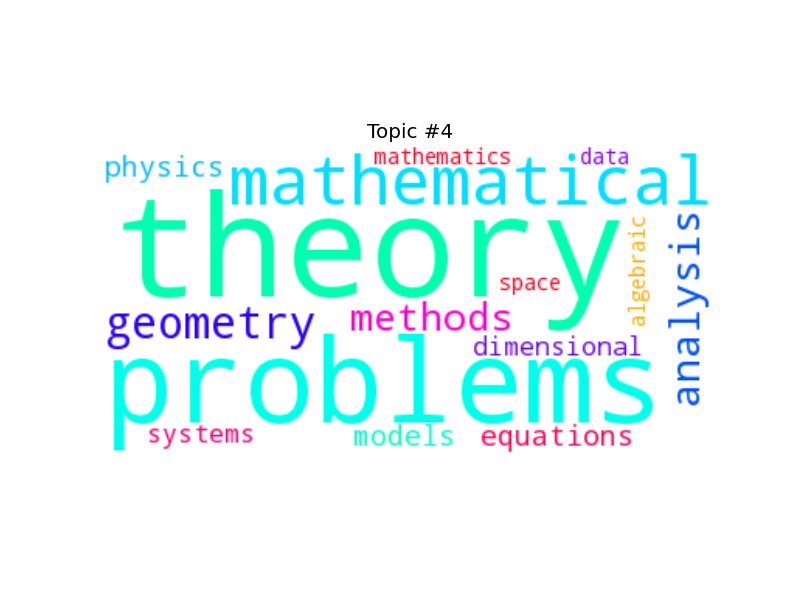 Topic #4
physics
mathematics
data
mathematical
theory
space
algebraic
analysis
geometry
methods
dimensional
problems
systems
models
equations